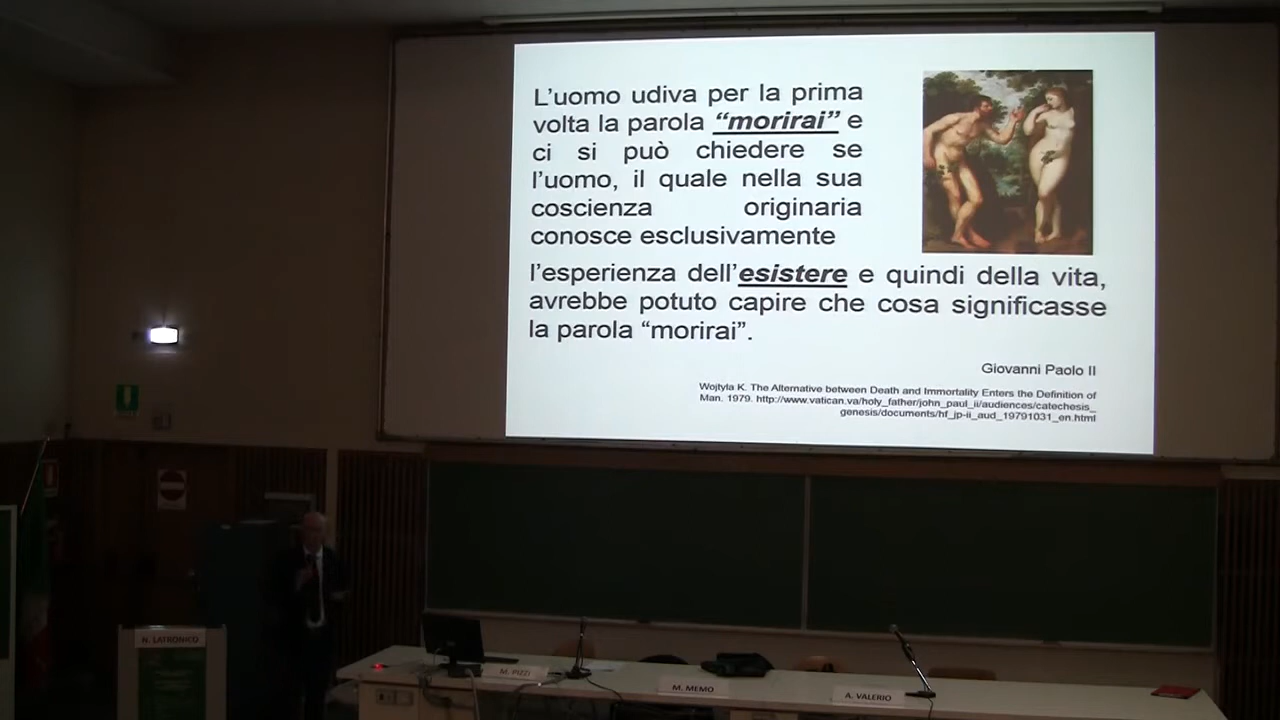 L'uomo udiva per la prima
volta la parola “morirai” e
ci si può chiedere se
l'uomo, il quale nella sua
coscienza originaria
conosce esclusivamente
l'esperienza dell'esistere e quindi della vita,
avrebbe potuto capire che cosa significasse
la parola “morirai”.
Giovanni Paolo II
Wojtyla K. The Alternative between Death and Immortality Enters the Definition of
Man. 1979. http://www.vatican.va/holy_father/john_paul_ii/audiences/catechesis_
genesis/documents/hf_jp-ii_aud_19791031_en.html
N. LATRONICO
M. PIZZI
M. MEMO
A. VALERIO